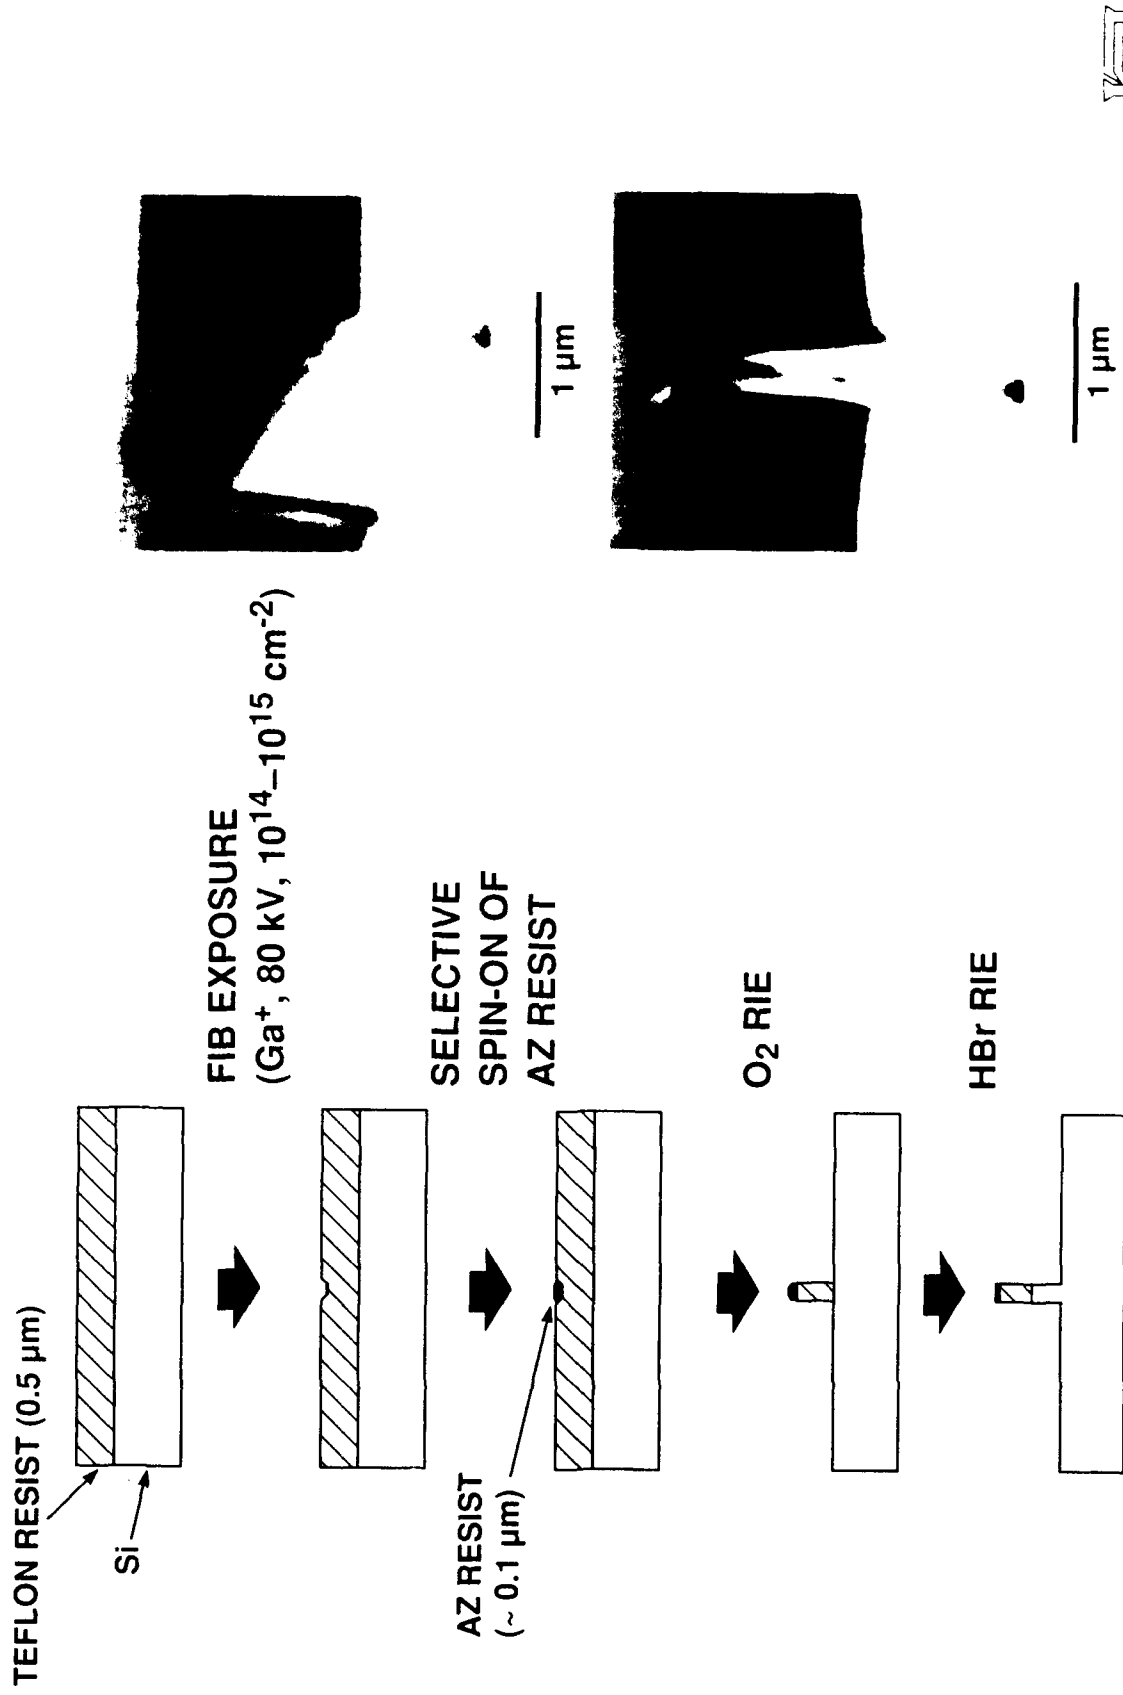 TEFLON RESIST (0.5 µm)
Si
FIB EXPOSURE
(Ga⁺, 80 kV, 10¹⁴–10¹⁵ cm⁻²)
SELECTIVE
SPIN-ON OF
AZ RESIST
AZ RESIST
(~ 0.1 µm)
O₂ RIE
HBr RIE
1 µm
1 µm